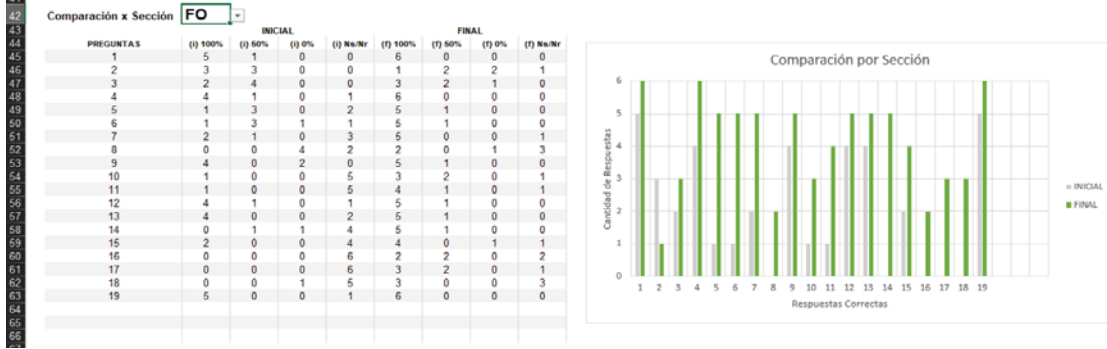 42 Comparación x Sección FO
43 INICIAL FINAL
44 PREGUNTAS (i) 100% (i) 50% (i) 0% (i) Ns/Nr (f) 100% (f) 50% (f) 0% (f) Ns/Nr
45 1 5 1 0 0 6 0 0 0
46 2 3 3 0 0 1 2 2 1
47 3 2 4 0 0 3 2 1 0
48 4 4 1 0 1 6 0 0 0
49 5 1 3 0 2 5 1 0 0
50 6 1 3 1 1 5 1 0 0
51 7 2 1 0 3 5 0 0 1
52 8 0 0 4 2 2 0 1 3
53 9 4 0 2 0 5 1 0 0
54 10 1 0 0 5 3 2 0 1
55 11 1 0 0 5 4 1 0 1
56 12 4 1 0 1 5 1 0 0
57 13 4 0 0 2 5 1 0 0
58 14 0 1 1 4 5 1 0 0
59 15 2 0 0 4 4 0 1 1
60 16 0 0 0 6 2 2 0 2
61 17 0 0 0 6 3 2 0 1
62 18 0 0 1 5 3 0 0 3
63 19 5 0 0 1 6 0 0 0
64
65
66
Comparación por Sección
Cantidad de Respuestas
6
5
4
3
2
1
0
1 2 3 4 5 6 7 8 9 10 11 12 13 14 15 16 17 18 19
Respuestas Correctas
INICIAL
FINAL